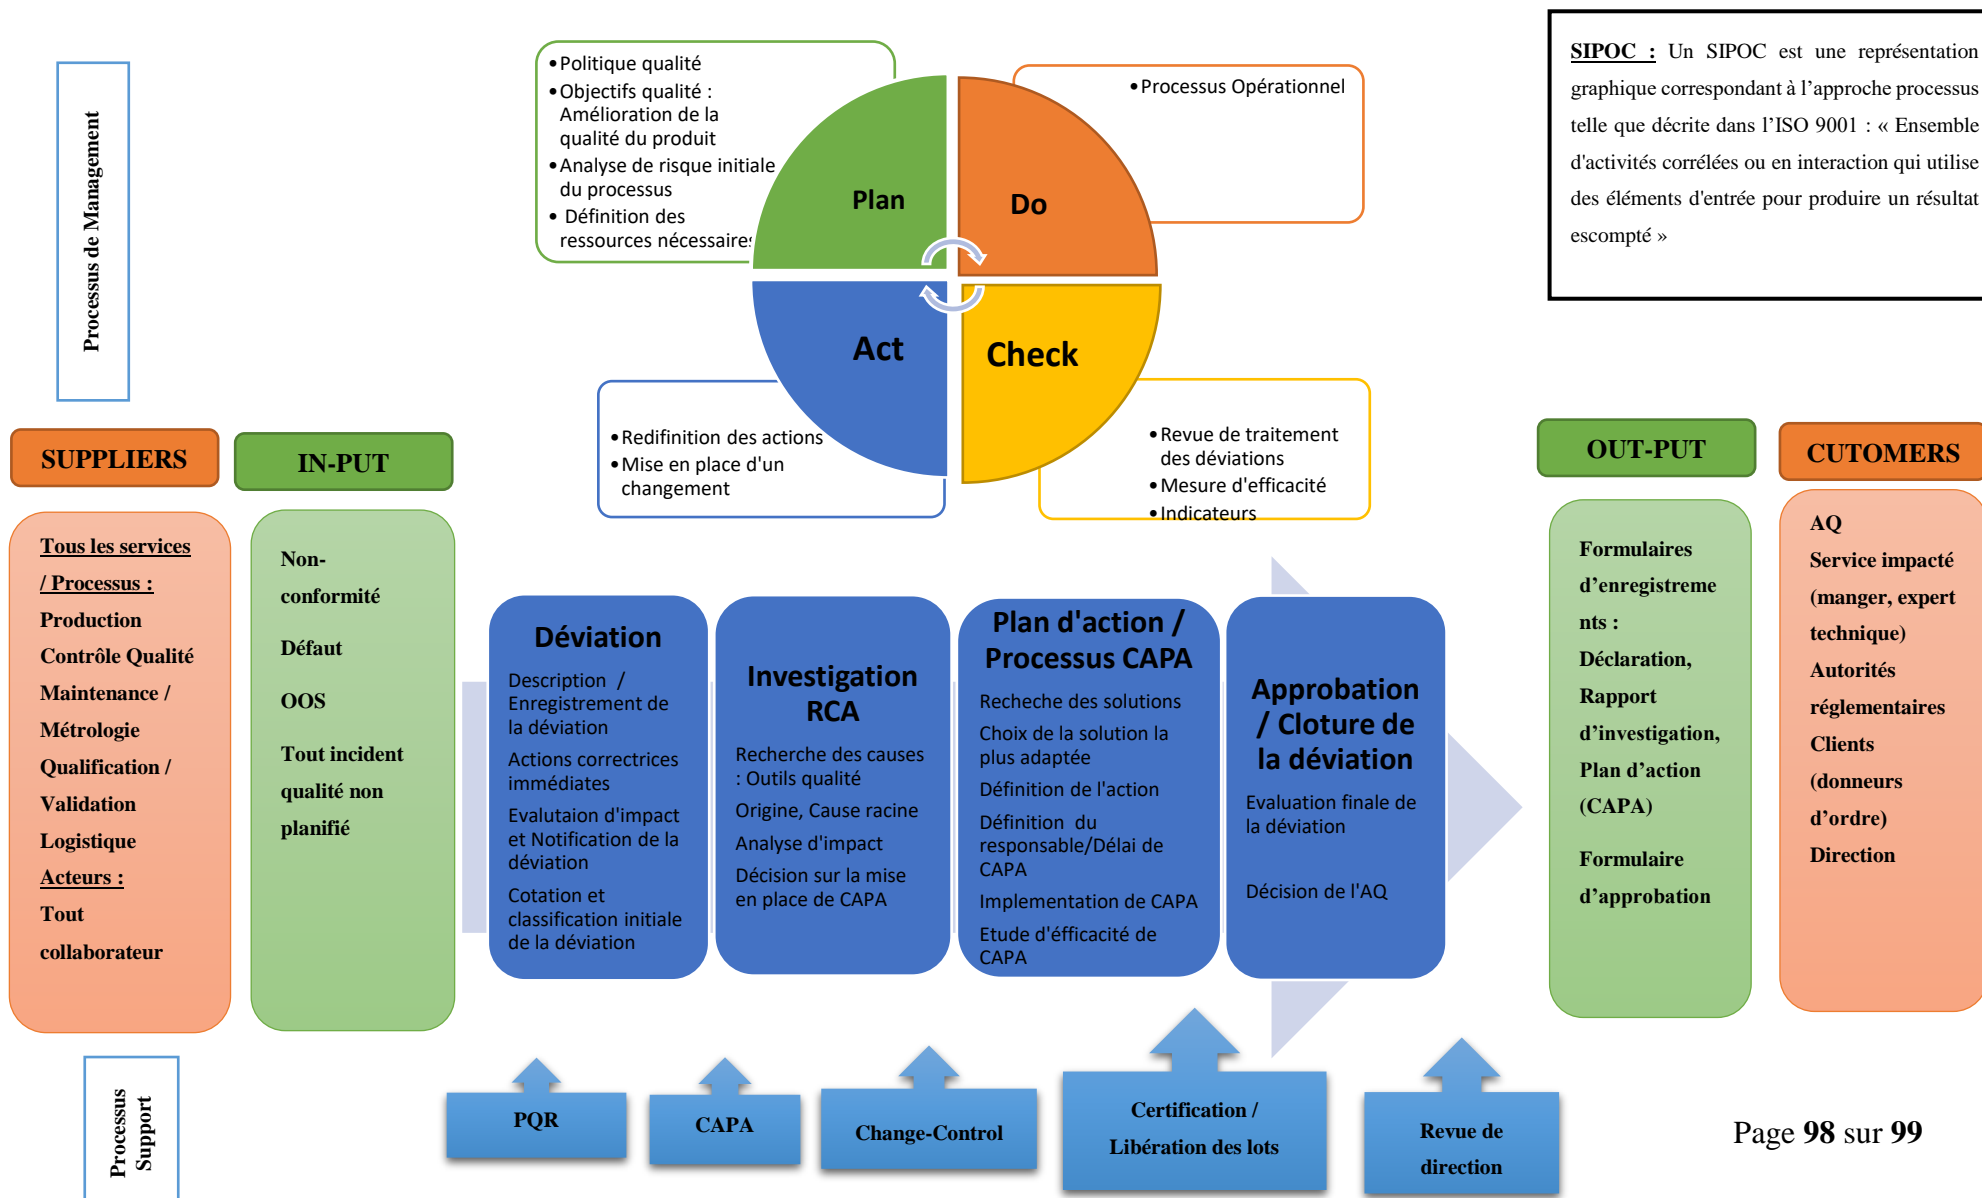 Processus de Management
•Politique qualité
•Objectifs qualité :
Amélioration de la
qualité du produit
•Analyse de risque initiale
du processus
• Définition des
ressources nécessaires
Plan
Do
•Processus Opérationnel
SIPOC : Un SIPOC est une représentation
graphique correspondant à l’approche processus
telle que décrite dans l’ISO 9001 : « Ensemble
d'activités corrélées ou en interaction qui utilise
des éléments d'entrée pour produire un résultat
escompté »
Act
Check
•Redifinition des actions
•Mise en place d'un
changement
•Revue de traitement
des déviations
•Mesure d'efficacité
•Indicateurs
SUPPLIERS
Tous les services
/ Processus :
Production
Contrôle Qualité
Maintenance /
Métrologie
Qualification /
Validation
Logistique
Acteurs :
Tout
collaborateur
IN-PUT
Non-
conformité
Défaut
OOS
Tout incident
qualité non
planifié
Déviation
Description /
Enregistrement de
la déviation
Actions correctrices
immédiates
Evalutaion d'impact
et Notification de la
déviation
Cotation et
classification initiale
de la déviation
Investigation
RCA
Recherche des causes
: Outils qualité
Origine, Cause racine
Analyse d'impact
Décision sur la mise
en place de CAPA
Plan d'action /
Processus CAPA
Recheche des solutions
Choix de la solution la
plus adaptée
Définition de l'action
Définition du
responsable/Délai de
CAPA
Implementation de CAPA
Etude d'éfficacité de
CAPA
Approbation
/ Cloture de
la déviation
Evaluation finale de
la déviation
Décision de l'AQ
OUT-PUT
Formulaires
d’enregistreme
nts :
Déclaration,
Rapport
d’investigation,
Plan d’action
(CAPA)
Formulaire
d’approbation
CUTOMERS
AQ
Service impacté
(manger, expert
technique)
Autorités
réglementaires
Clients
(donneurs
d’ordre)
Direction
Processus
Support
PQR
CAPA
Change-Control
Certification /
Libération des lots
Revue de
direction
Page 98 sur 99